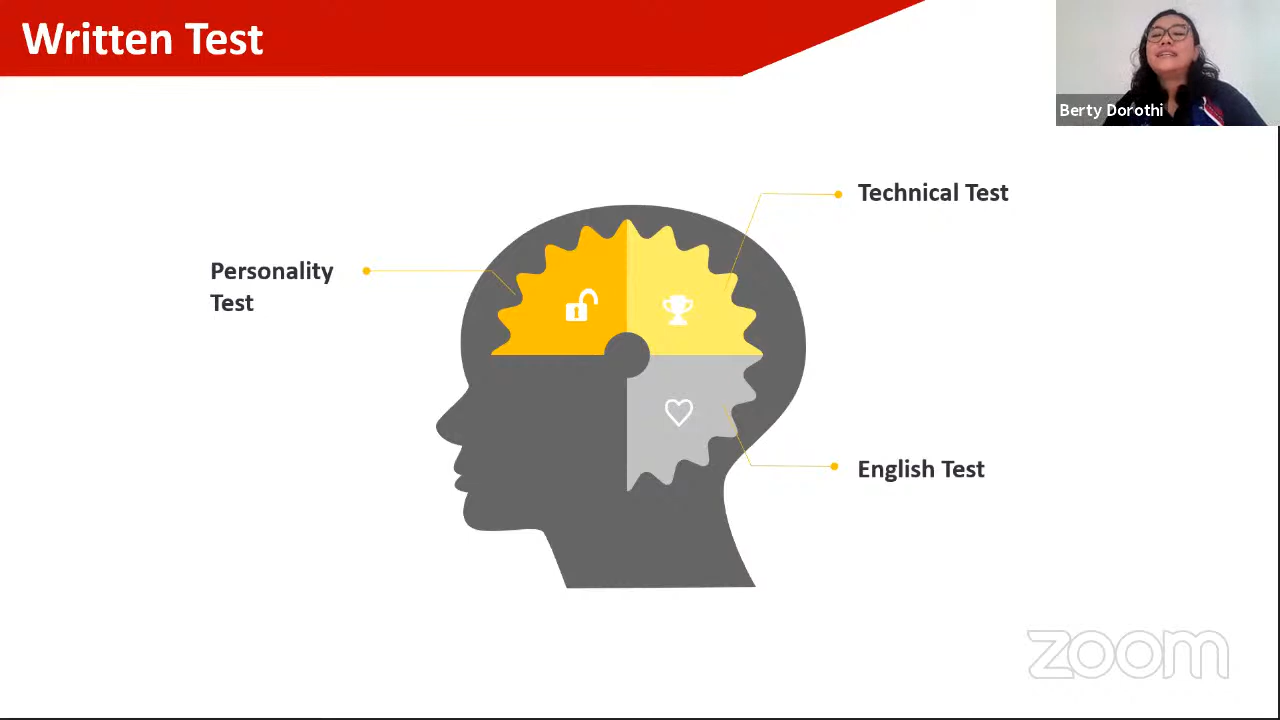 Written Test
Berty Dorothi
Technical Test
Personality
Test
English Test
zoom